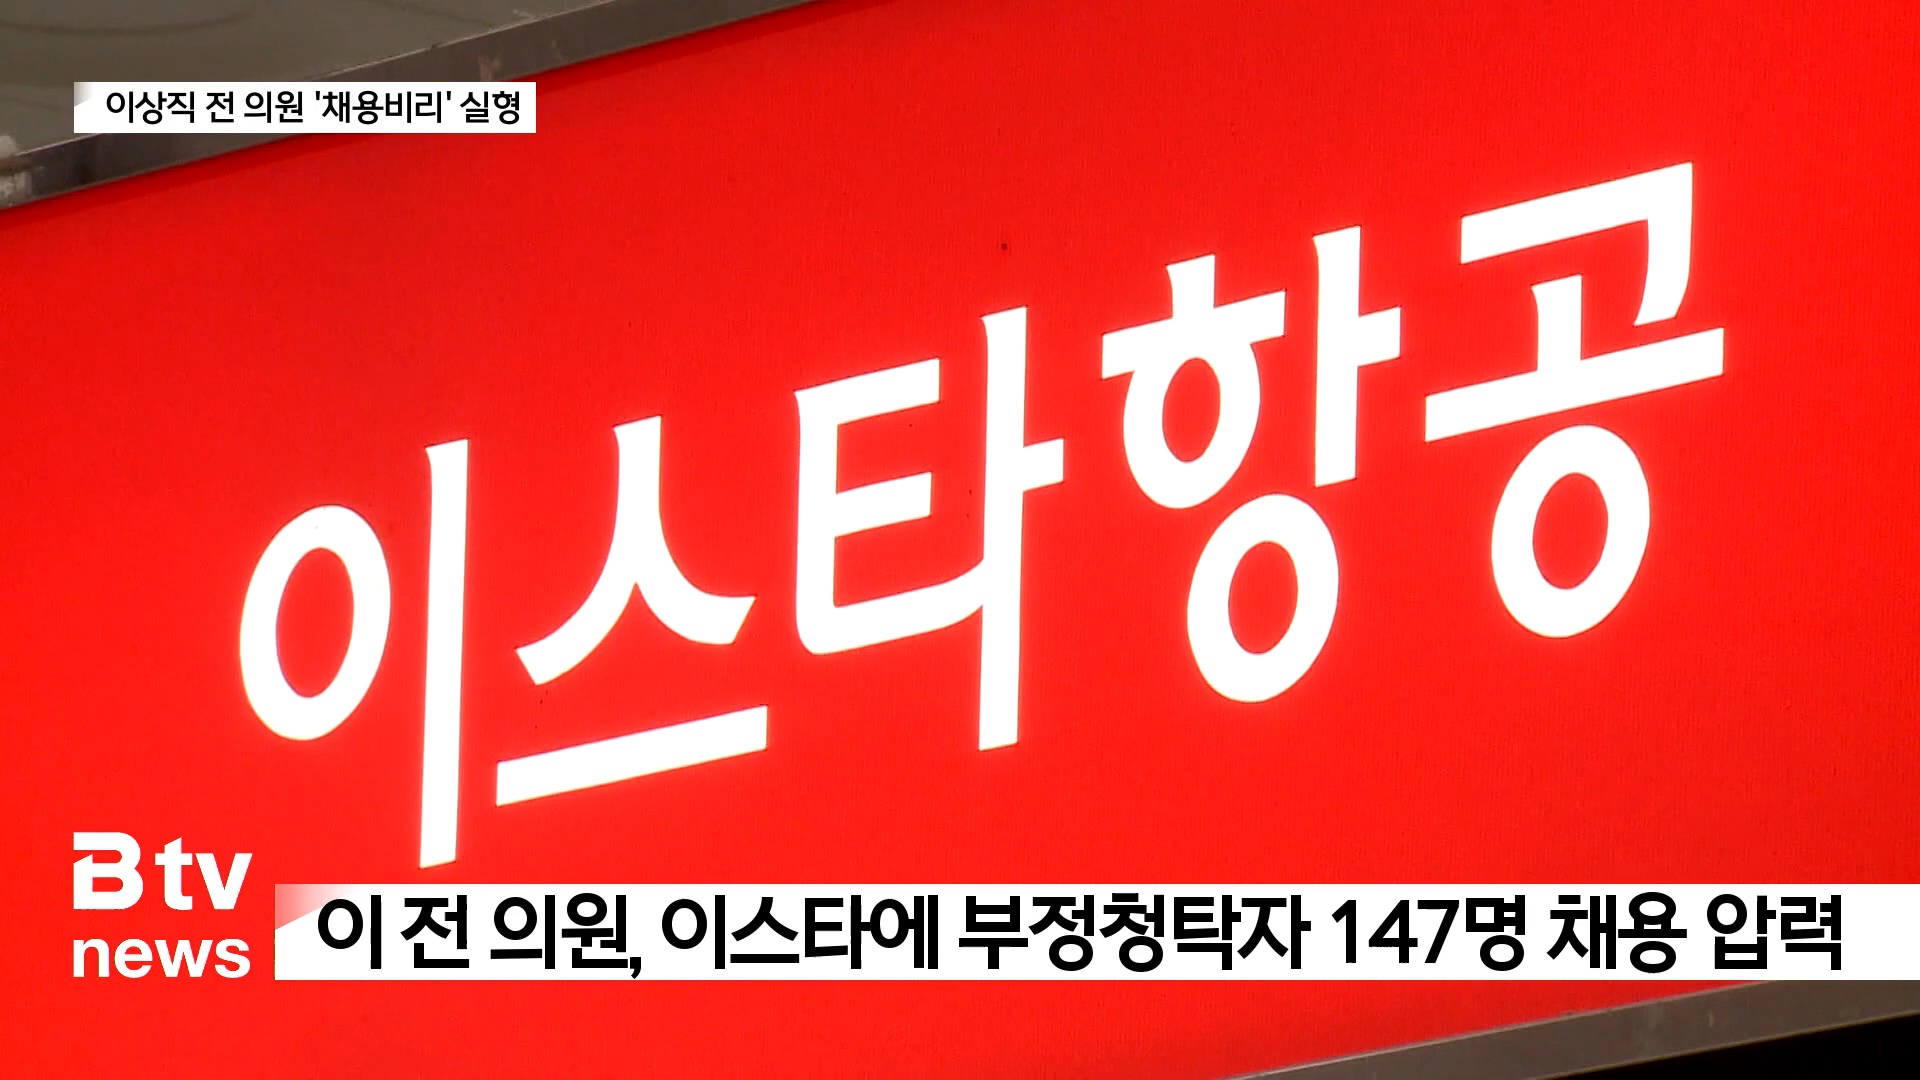 이상직 전 의원 '채용비리' 실형
이스타항공
B tv
news
이 전 의원, 이스타에 부정청탁자 147명 채용 압력